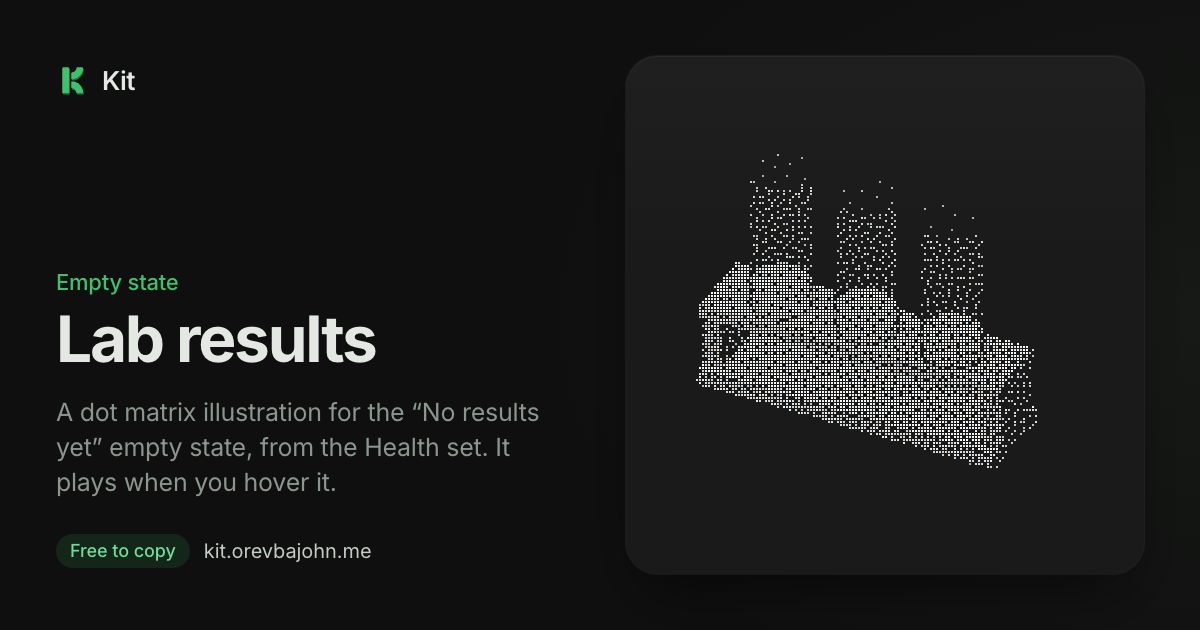 Kit
Empty state
Lab results
A dot matrix illustration for the “No results
yet” empty state, from the Health set. It
plays when you hover it.
Free to copy
kit.orevbajohn.me